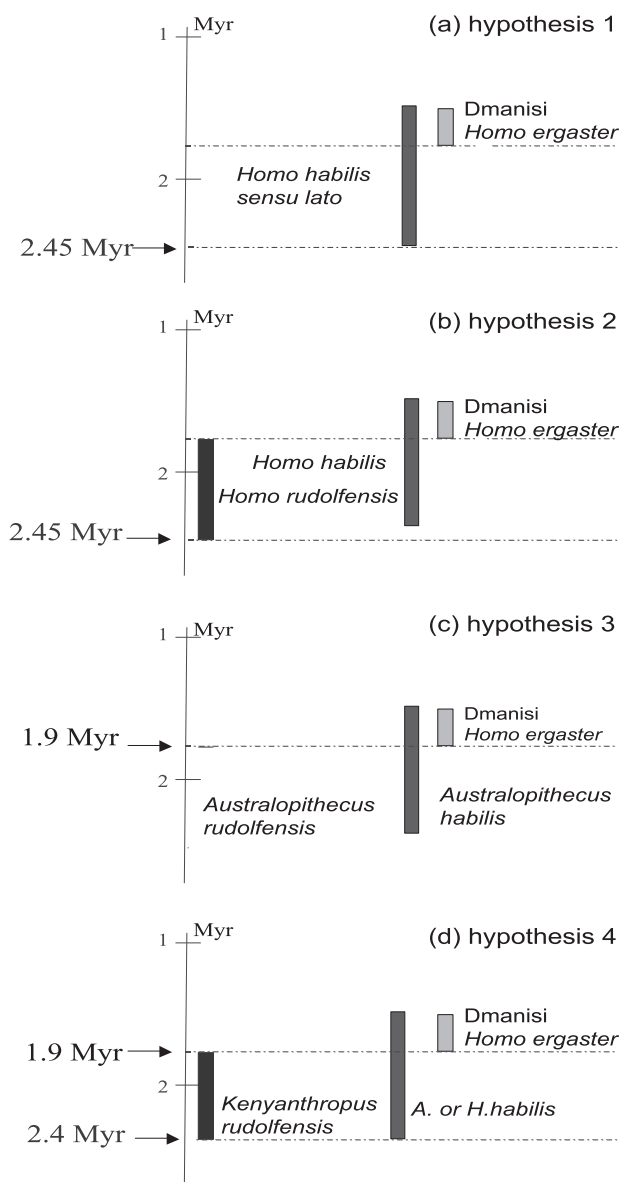 Myr
(a) hypothesis 1
1
Dmanisi
Homo ergaster
Homo habilis
sensu lato
2
2.45 Myr
Myr
(b) hypothesis 2
1
Dmanisi
Homo ergaster
Homo habilis
2
Homo rudolfensis
2.45 Myr
(c) hypothesis 3
Myr
1
Dmanisi
Homo ergaster
1.9 Myr
2
Australopithecus
rudolfensis
Australopithecus
habilis
(d) hypothesis 4
Myr
1
Dmanisi
Homo ergaster
1.9 Myr
2
Kenyanthropus
rudolfensis
A. or H.habilis
2.4 Myr